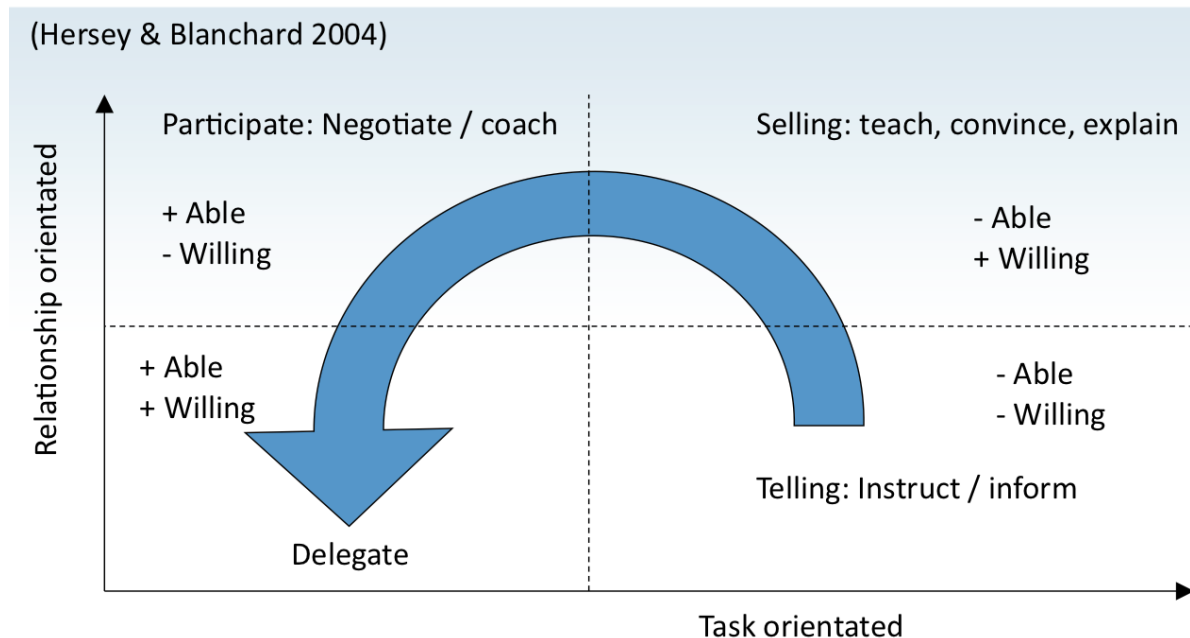 (Hersey & Blanchard 2004)
Participate: Negotiate / coach
Selling: teach, convince, explain
+ Able
- Willing
- Able
+ Willing
Relationship orientated
+ Able
+ Willing
- Able
- Willing
Telling: Instruct / inform
Delegate
Task orientated